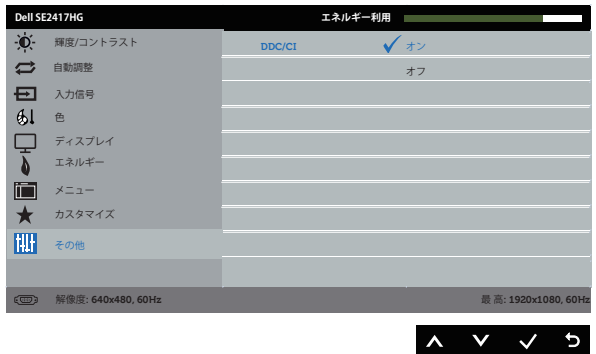 Dell SE2417HG エネルギー利用
輝度/コントラスト DDC/CI オン
自動調整 オフ
入力信号
色
ディスプレイ
エネルギー
メニュー
カスタマイズ
その他
解像度: 640x480, 60Hz 最高: 1920x1080, 60Hz